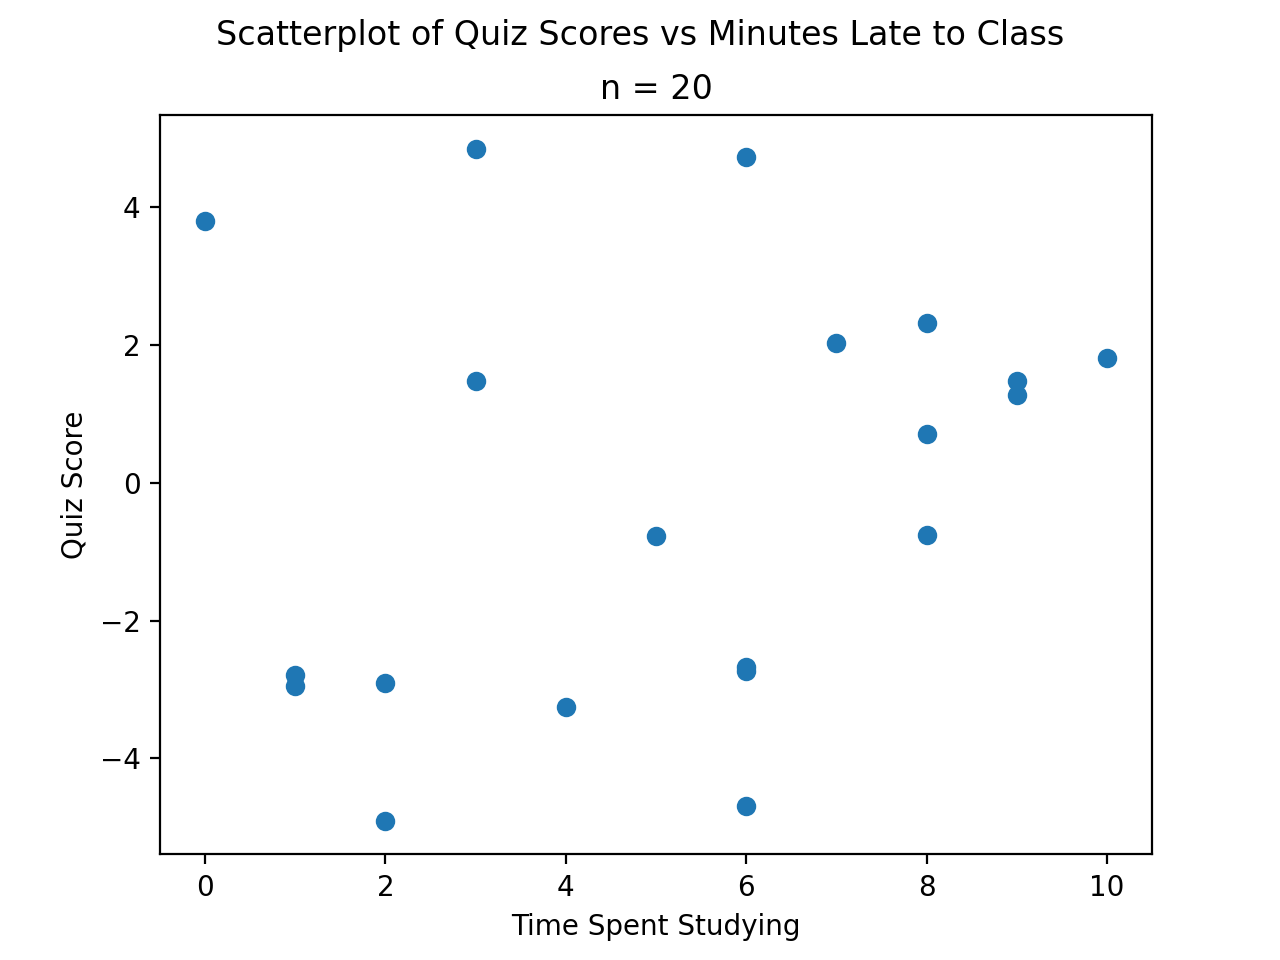 Scatterplot of Quiz Scores vs Minutes Late to Class
n = 20
4
2
0
−2
−4
Quiz Score
0 2 4 6 8 10
Time Spent Studying